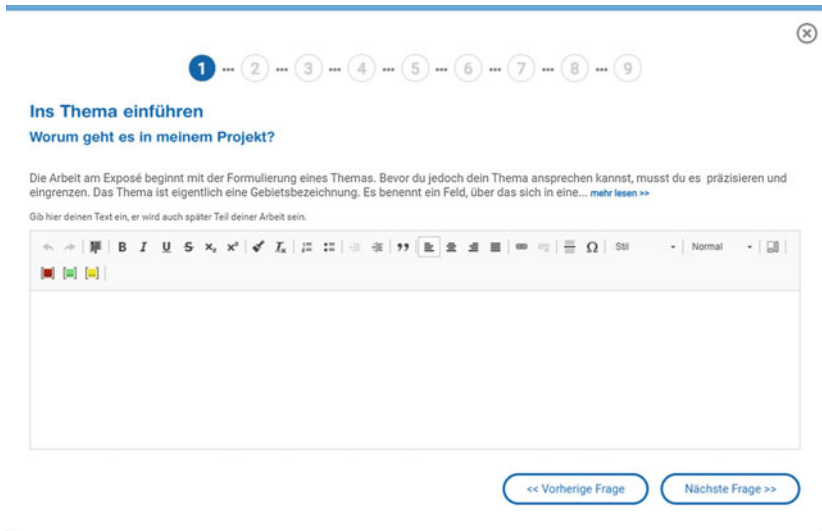 1 ••• 2 ••• 3 ••• 4 ••• 5 ••• 6 ••• 7 ••• 8 ••• 9
Ins Thema einführen
Worum geht es in meinem Projekt?
Die Arbeit am Exposé beginnt mit der Formulierung eines Themas. Bevor du jedoch dein Thema ansprechen kannst, musst du es präzisieren und
eingrenzen. Das Thema ist eigentlich eine Gebietsbezeichnung. Es benennt ein Feld, über das sich in eine... mehr lesen >>
Gib hier deinen Text ein, er wird auch später Teil deiner Arbeit sein.
B I U S x₂ x² Tx Ω Stil Normal
<< Vorherige Frage Nächste Frage >>